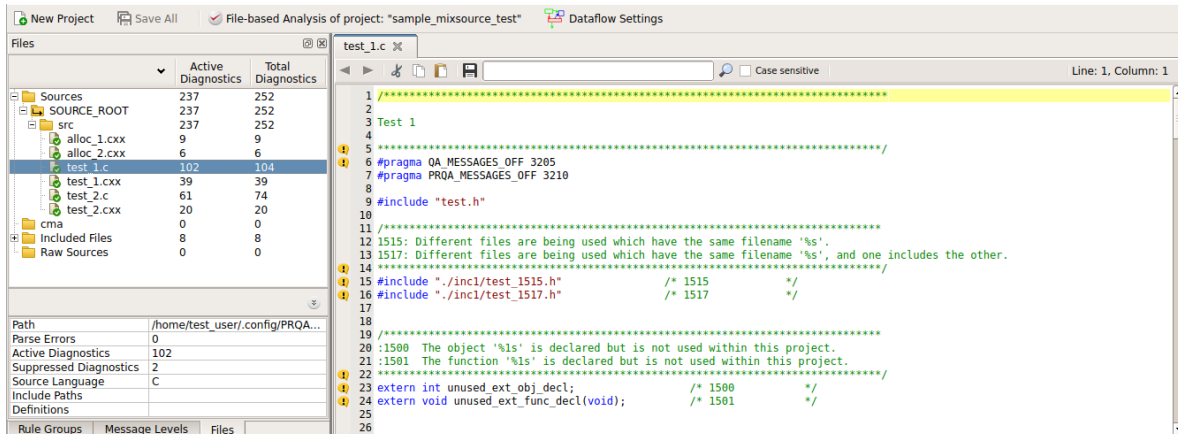 New Project Save All File-based Analysis of project: "sample_mixsource_test" Dataflow Settings
Files
Active Diagnostics Total Diagnostics
Sources 237 252
SOURCE_ROOT 237 252
src 237 252
alloc_1.cxx 9 9
alloc_2.cxx 6 6
test_1.c 102 104
test_1.cxx 39 39
test_2.c 61 74
test_2.cxx 20 20
cma 0 0
Included Files 8 8
Raw Sources 0 0
Path /home/test_user/.config/PRQA...
Parse Errors 0
Active Diagnostics 102
Suppressed Diagnostics 2
Source Language C
Include Paths
Definitions
Rule Groups Message Levels Files
test_1.c
Case sensitive Line: 1, Column: 1
1 /******************************************************************************
2
3 Test 1
4
5 ******************************************************************************/
6 #pragma QA_MESSAGES_OFF 3205
7 #pragma PRQA_MESSAGES_OFF 3210
8
9 #include "test.h"
10
11 /*****************************************************************************
12 1515: Different files are being used which have the same filename '%s'.
13 1517: Different files are being used which have the same filename '%s', and one includes the other.
14 ******************************************************************************/
15 #include "./inc1/test_1515.h" /* 1515 */
16 #include "./inc1/test_1517.h" /* 1517 */
17
18
19 /*****************************************************************************
20 :1500 The object '%1s' is declared but is not used within this project.
21 :1501 The function '%1s' is declared but is not used within this project.
22 ******************************************************************************/
23 extern int unused_ext_obj_decl; /* 1500 */
24 extern void unused_ext_func_decl(void); /* 1501 */
25
26